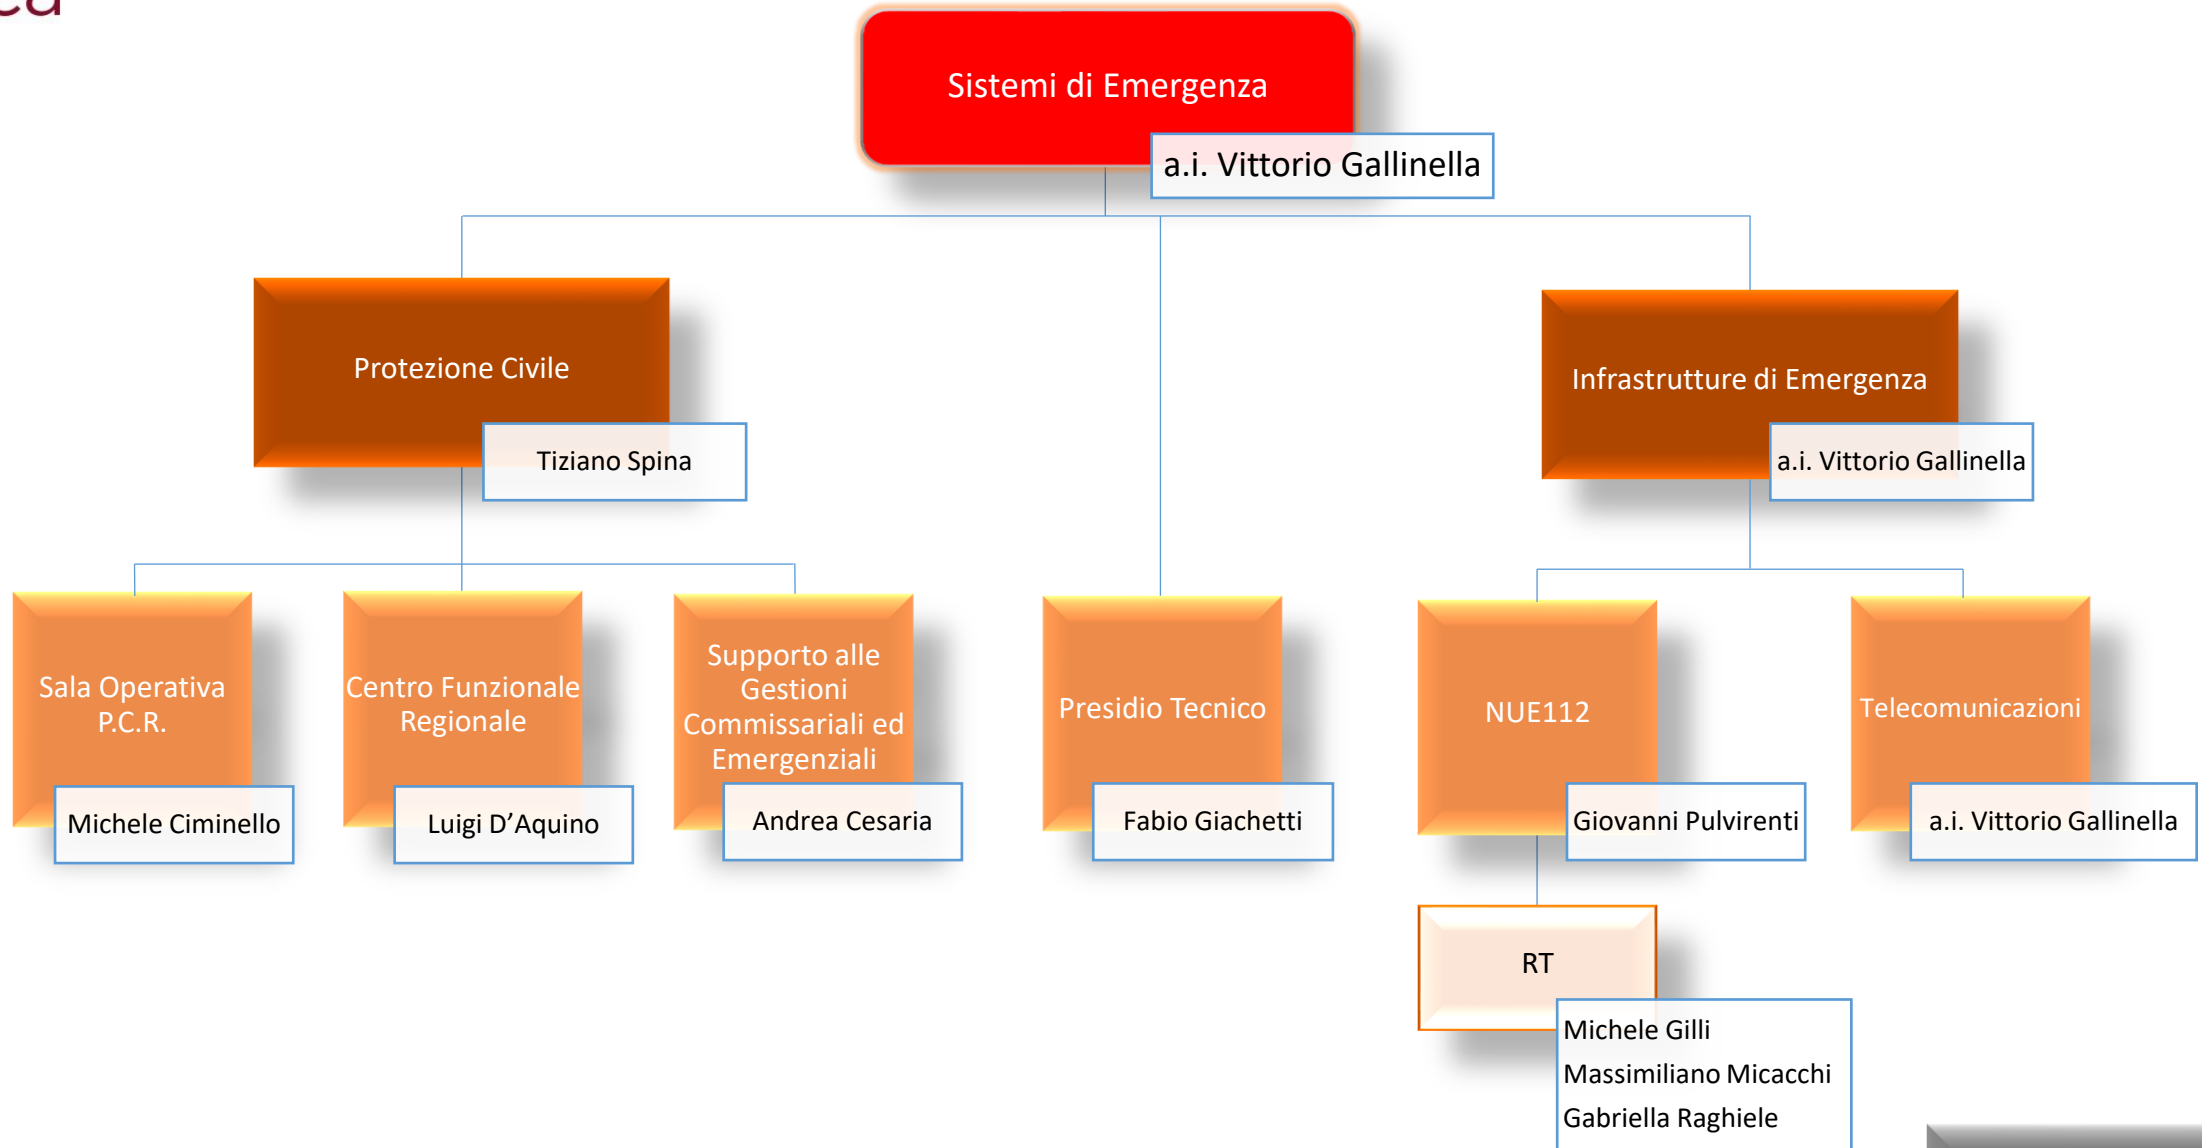 Sistemi di Emergenza
a.i. Vittorio Gallinella
Protezione Civile
Tiziano Spina
Infrastrutture di Emergenza
a.i. Vittorio Gallinella
Sala Operativa
P.C.R.
Michele Ciminello
Centro Funzionale
Regionale
Luigi D’Aquino
Supporto alle
Gestioni
Commissariali ed
Emergenziali
Andrea Cesaria
Presidio Tecnico
Fabio Giachetti
NUE112
Giovanni Pulvirenti
Telecomunicazioni
a.i. Vittorio Gallinella
RT
Michele Gilli
Massimiliano Micacchi
Gabriella Raghiele